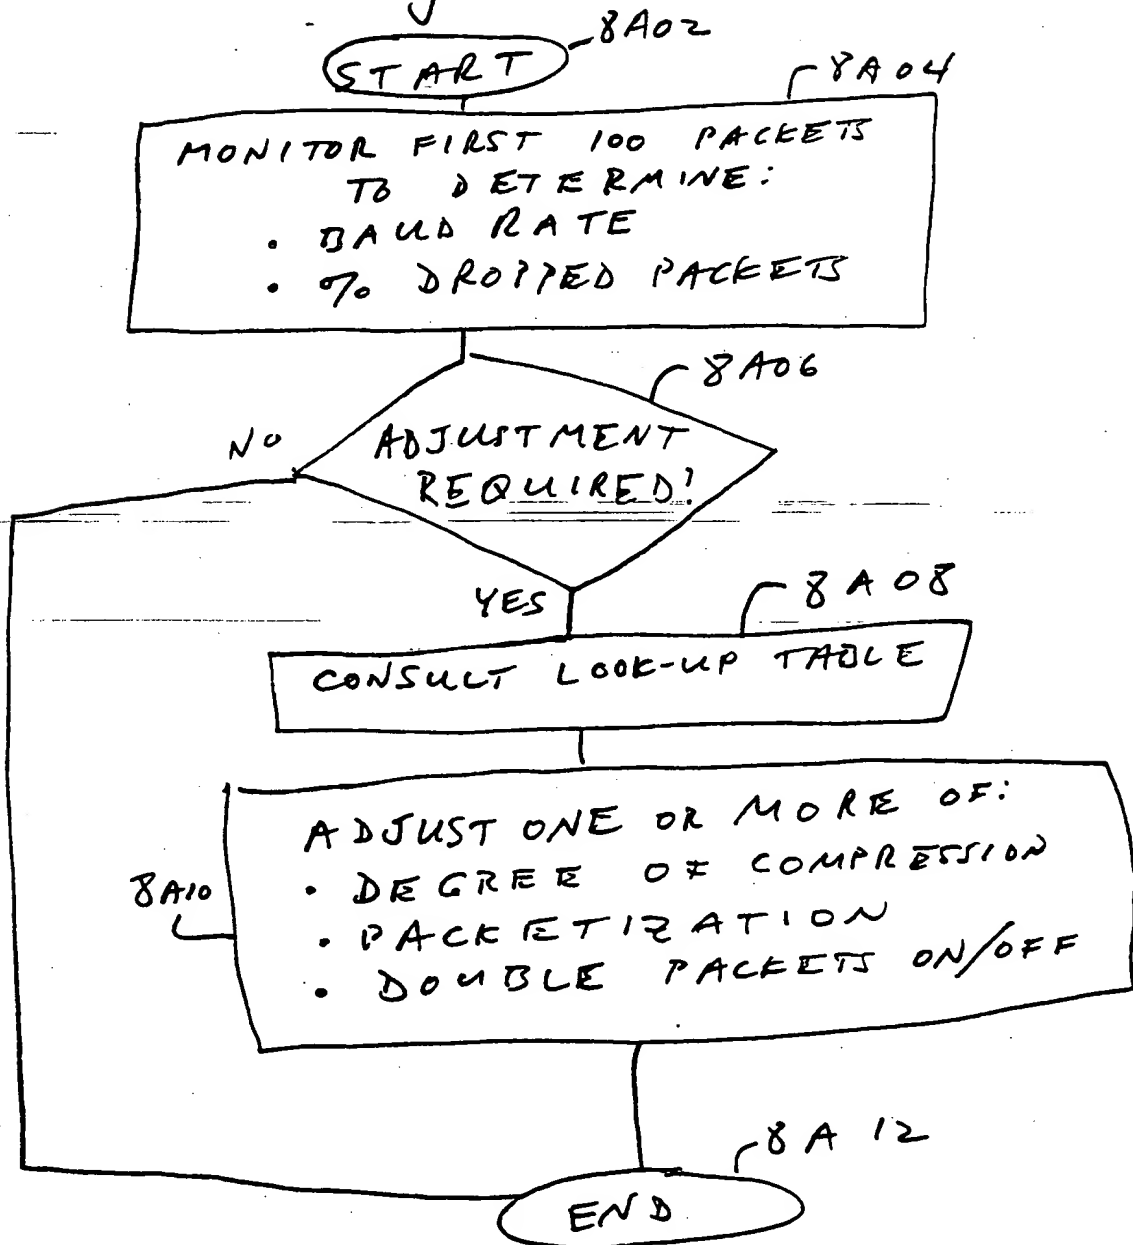 START
8A02
8A04
MONITOR FIRST 100 PACKETS
TO DETERMINE:
• BAUD RATE
• % DROPPED PACKETS
8A06
NO
ADJUSTMENT
REQUIRED?
YES
8A08
CONSULT LOOK-UP TABLE
8A10
ADJUST ONE OR MORE OF:
• DEGREE OF COMPRESSION
• PACKETIZATION
• DOUBLE PACKETS ON/OFF
8A12
END